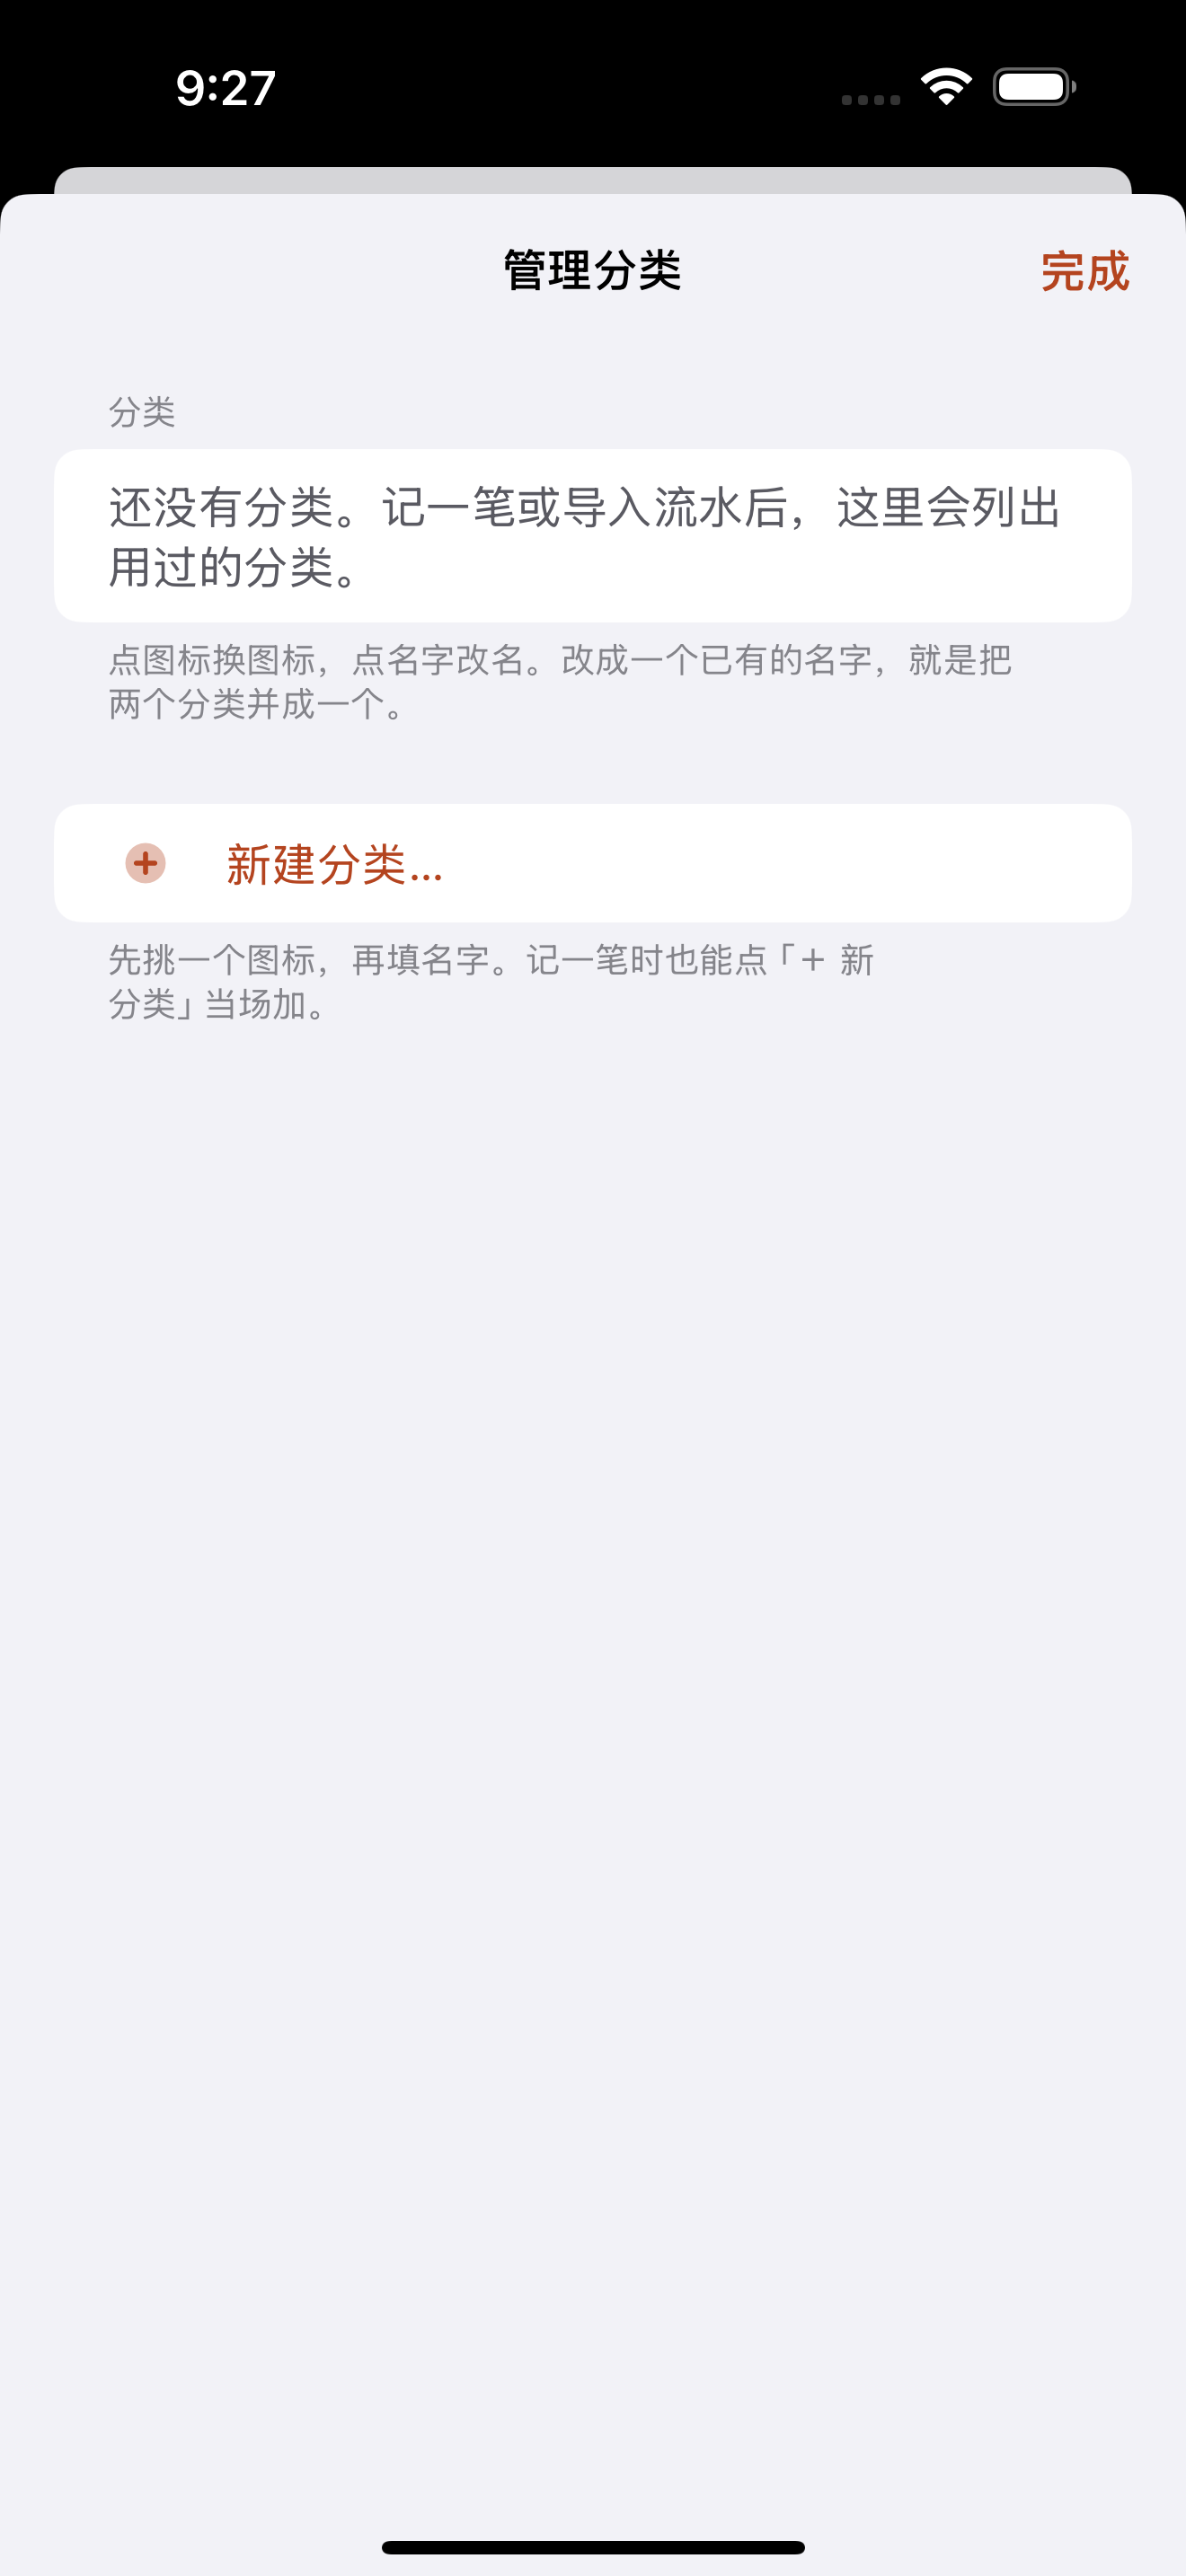 9:27
管理分类
完成
分类
还没有分类。记一笔或导入流水后，这里会列出
用过的分类。
点图标换图标，点名字改名。改成一个已有的名字，就是把
两个分类并成一个。
新建分类…
先挑一个图标，再填名字。记一笔时也能点「＋ 新
分类」当场加。